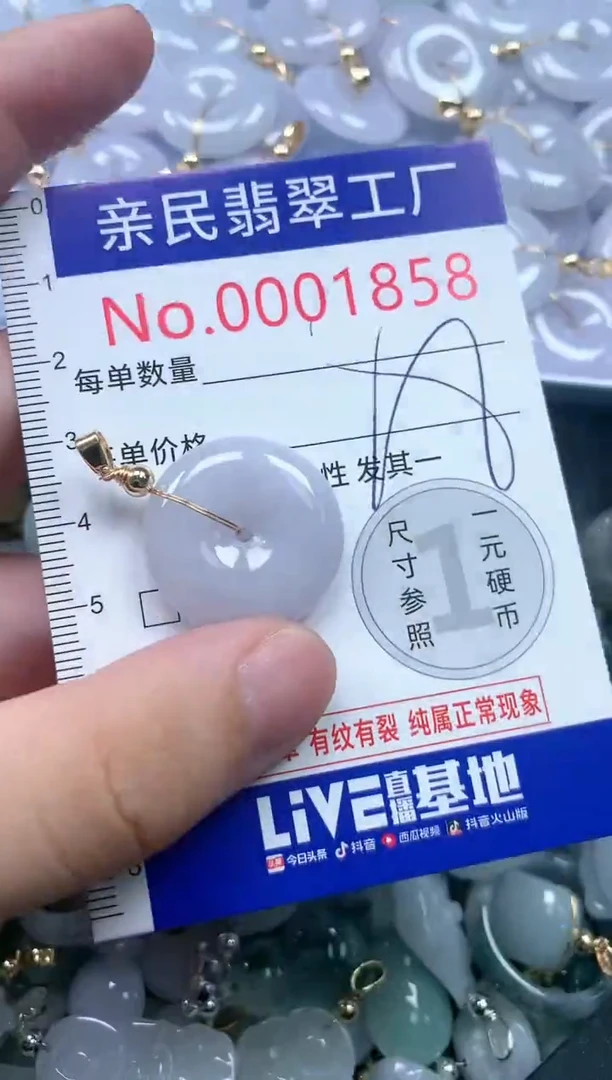 0
亲民翡翠工厂
1
No.0001858
2
每单数量
3
单价格
性发其一
4
尺寸参照
1
一元硬币
5
有纹有裂 纯属正常现象
LiVE直播基地
头条 今日头条 抖音 西瓜视频 抖音火山版